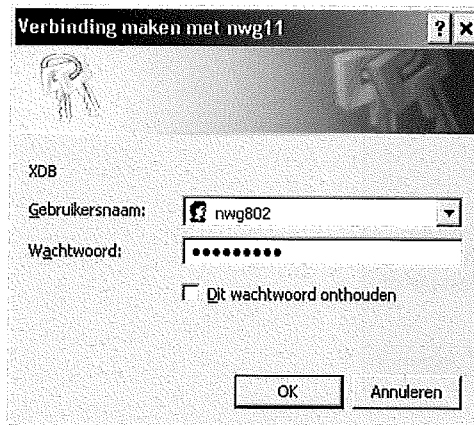 Verbinding maken met nwg11
XDB
Gebruikersnaam: nwg802
Wachtwoord: •••••••••
Dit wachtwoord onthouden
OK Annuleren